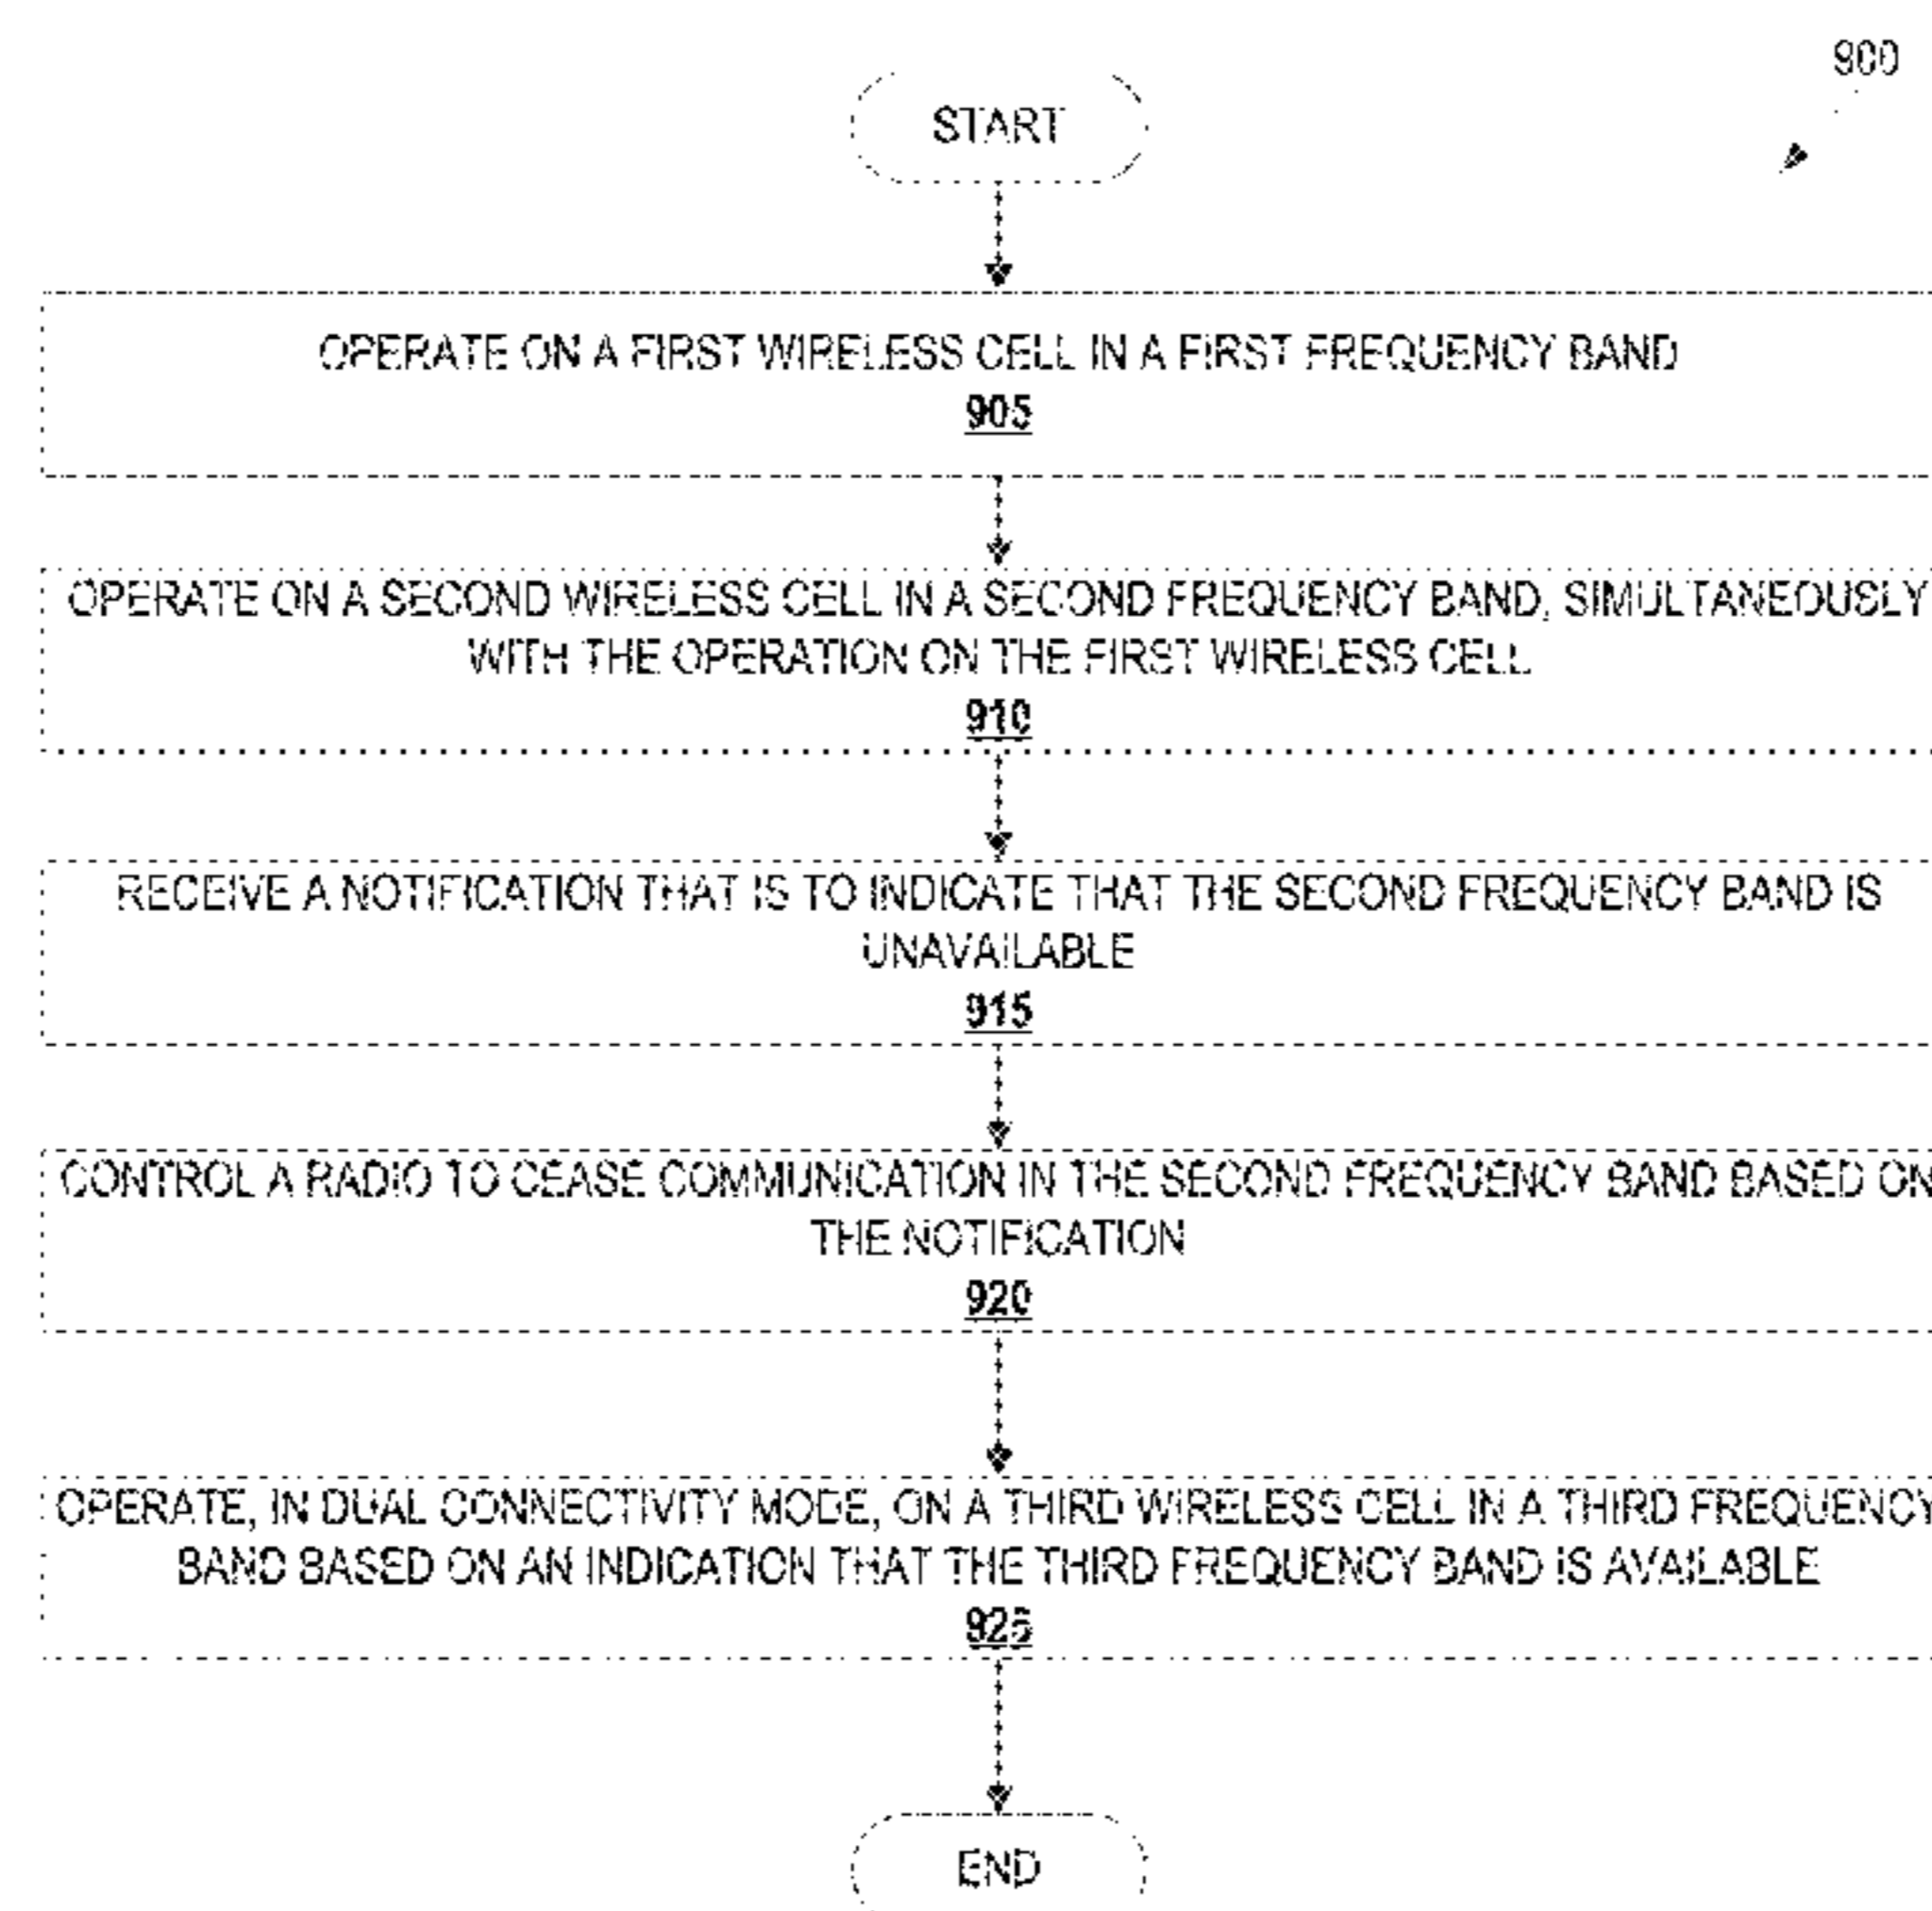 900
START
OPERATE ON A FIRST WIRELESS CELL IN A FIRST FREQUENCY BAND
905
OPERATE ON A SECOND WIRELESS CELL IN A SECOND FREQUENCY BAND, SIMULTANEOUSLY
WITH THE OPERATION ON THE FIRST WIRELESS CELL
910
RECEIVE A NOTIFICATION THAT IS TO INDICATE THAT THE SECOND FREQUENCY BAND IS
UNAVAILABLE
915
CONTROL A RADIO TO CEASE COMMUNICATION IN THE SECOND FREQUENCY BAND BASED ON
THE NOTIFICATION
920
OPERATE, IN DUAL CONNECTIVITY MODE, ON A THIRD WIRELESS CELL IN A THIRD FREQUENCY
BAND BASED ON AN INDICATION THAT THE THIRD FREQUENCY BAND IS AVAILABLE
925
END